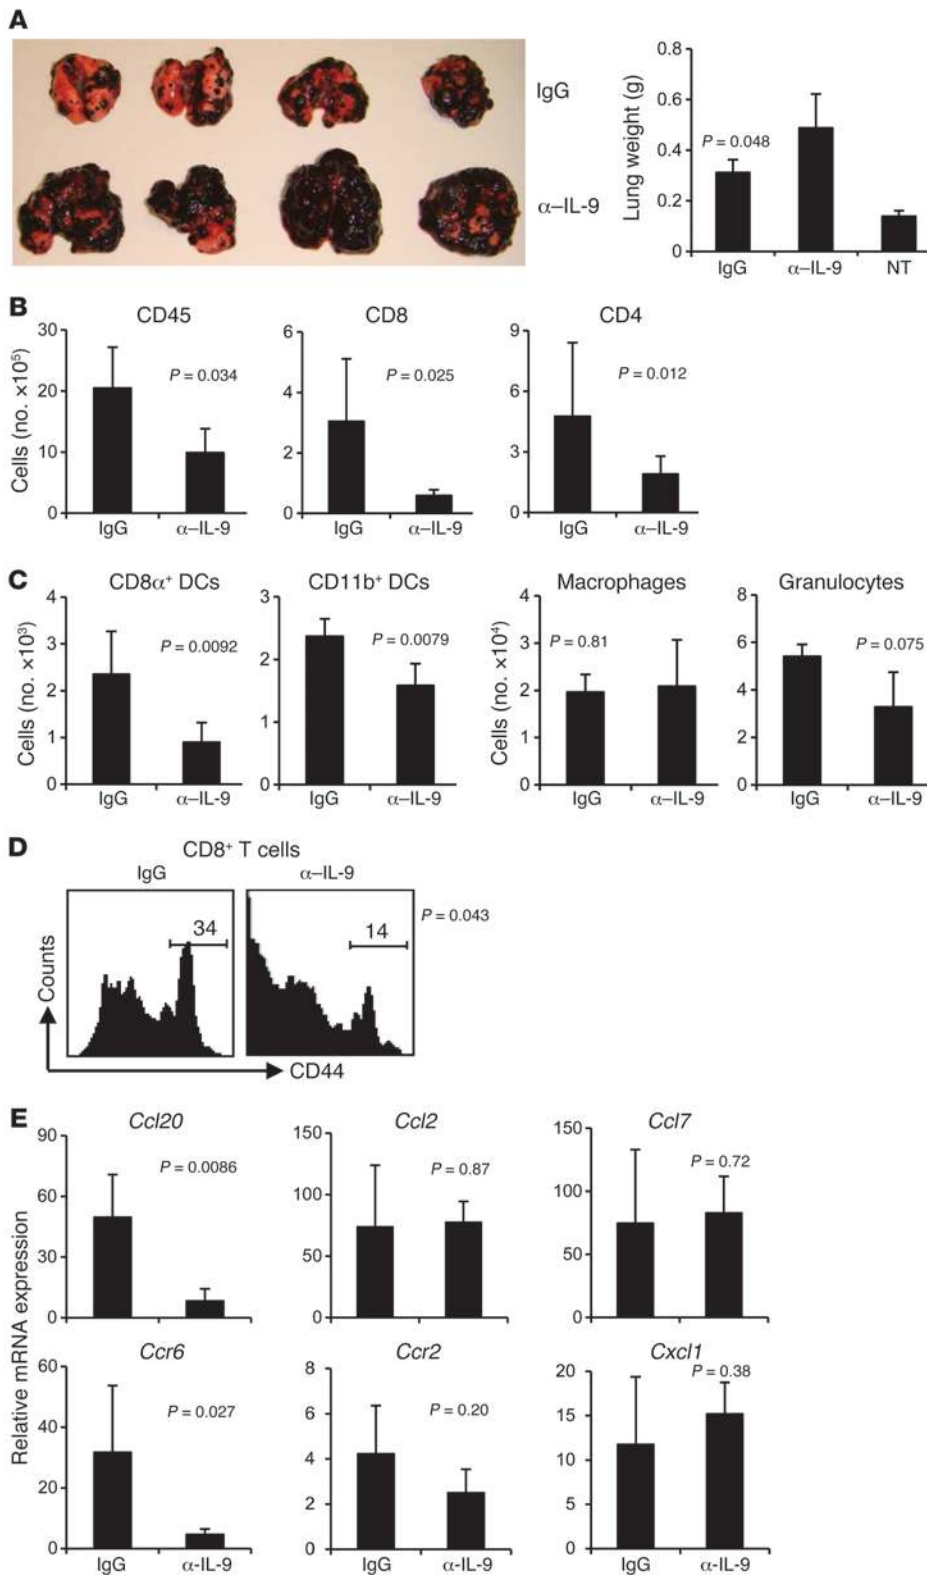 A
IgG
α–IL-9
Lung weight (g)
0.8
0.6
0.4
0.2
0
P = 0.048
IgG α–IL-9 NT
B
CD45
Cells (no. ×10⁵)
30
20
10
0
P = 0.034
IgG α–IL-9
CD8
6
4
2
0
P = 0.025
IgG α–IL-9
CD4
9
6
3
0
P = 0.012
IgG α–IL-9
C
CD8α⁺ DCs
Cells (no. ×10³)
4
3
2
1
0
P = 0.0092
IgG α–IL-9
CD11b⁺ DCs
3
2
1
0
P = 0.0079
IgG α–IL-9
Macrophages
Cells (no. ×10⁴)
4
3
2
1
0
P = 0.81
IgG α–IL-9
Granulocytes
8
6
4
2
0
P = 0.075
IgG α–IL-9
D
CD8⁺ T cells
IgG α–IL-9
34
14
P = 0.043
Counts
CD44
E
Relative mRNA expression
Ccl20
90
60
30
0
P = 0.0086
Ccl2
150
100
50
0
P = 0.87
Ccl7
150
100
50
0
P = 0.72
Ccr6
60
40
20
0
P = 0.027
IgG α-IL-9
Ccr2
8
6
4
2
0
P = 0.20
IgG α-IL-9
Cxcl1
20
15
10
5
0
P = 0.38
IgG α-IL-9